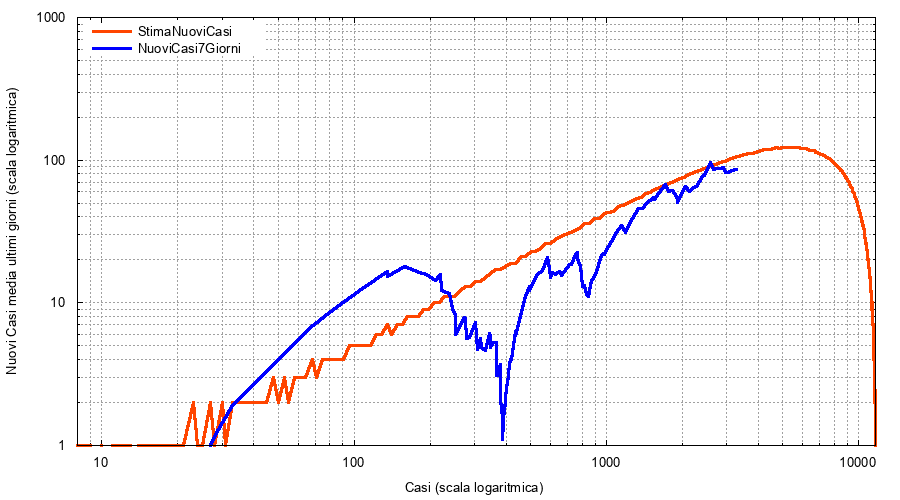 1000
100
10
1
StimaNuoviCasi
NuoviCasi7Giorni
Nuovi Casi media ultimi giorni (scala logaritmica)
10 100 1000 10000
Casi (scala logaritmica)